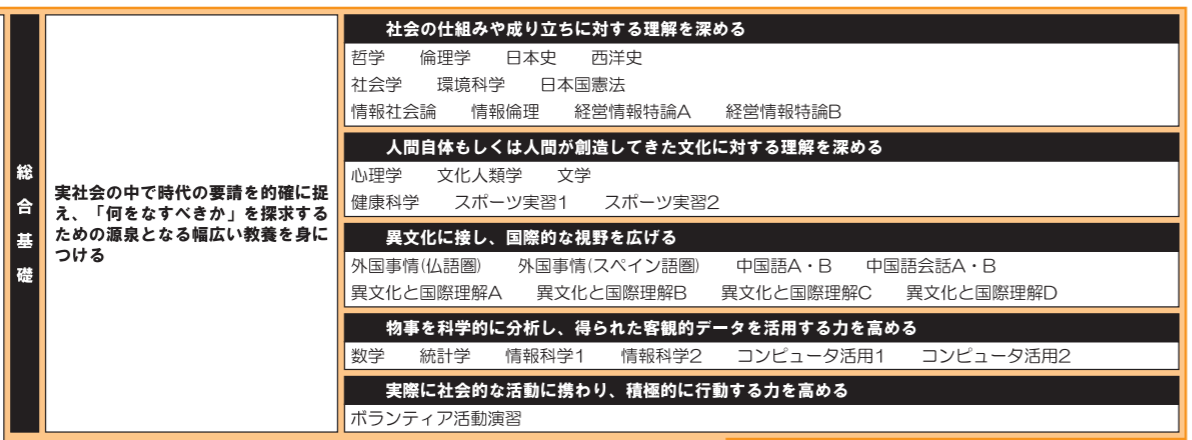 総合基礎
実社会の中で時代の要請を的確に捉
え、「何をなすべきか」を探求する
ための源泉となる幅広い教養を身に
つける
社会の仕組みや成り立ちに対する理解を深める
哲学 倫理学 日本史 西洋史
社会学 環境科学 日本国憲法
情報社会論 情報倫理 経営情報特論A 経営情報特論B
人間自体もしくは人間が創造してきた文化に対する理解を深める
心理学 文化人類学 文学
健康科学 スポーツ実習1 スポーツ実習2
異文化に接し、国際的な視野を広げる
外国事情(仏語圏) 外国事情(スペイン語圏) 中国語A・B 中国語会話A・B
異文化と国際理解A 異文化と国際理解B 異文化と国際理解C 異文化と国際理解D
物事を科学的に分析し、得られた客観的データを活用する力を高める
数学 統計学 情報科学1 情報科学2 コンピュータ活用1 コンピュータ活用2
実際に社会的な活動に携わり、積極的に行動する力を高める
ボランティア活動演習